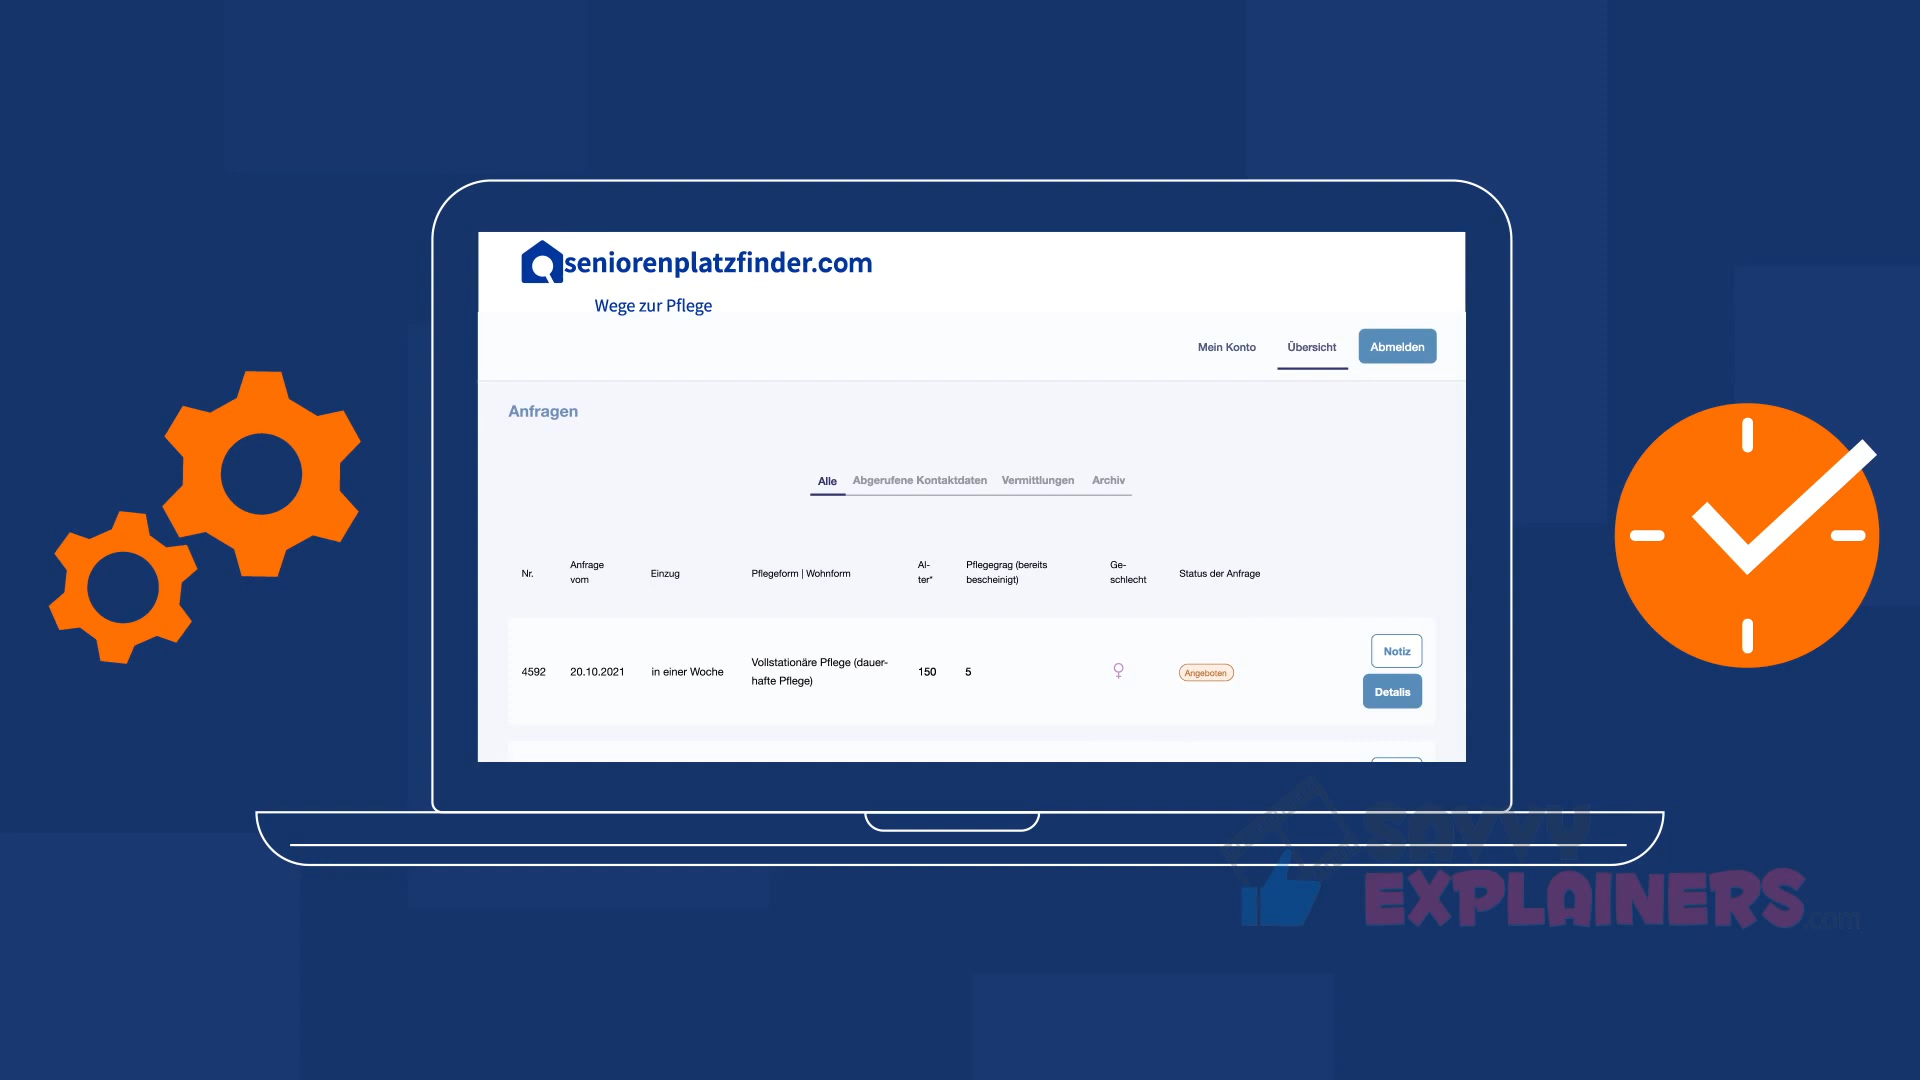 seniorenplatzfinder.com
Wege zur Pflege
Mein Konto Übersicht Abmelden
Anfragen
Alle Abgerufene Kontaktdaten Vermittlungen Archiv
Nr. Anfrage vom Einzug Pflegeform | Wohnform Al-ter* Pflegegrag (bereits bescheinigt) Ge-schlecht Status der Anfrage
Notiz
4592 20.10.2021 in einer Woche Vollstationäre Pflege (dauer-hafte Pflege) 150 5 Angeboten
Detalis
SAVVY
EXPLAINERS.com